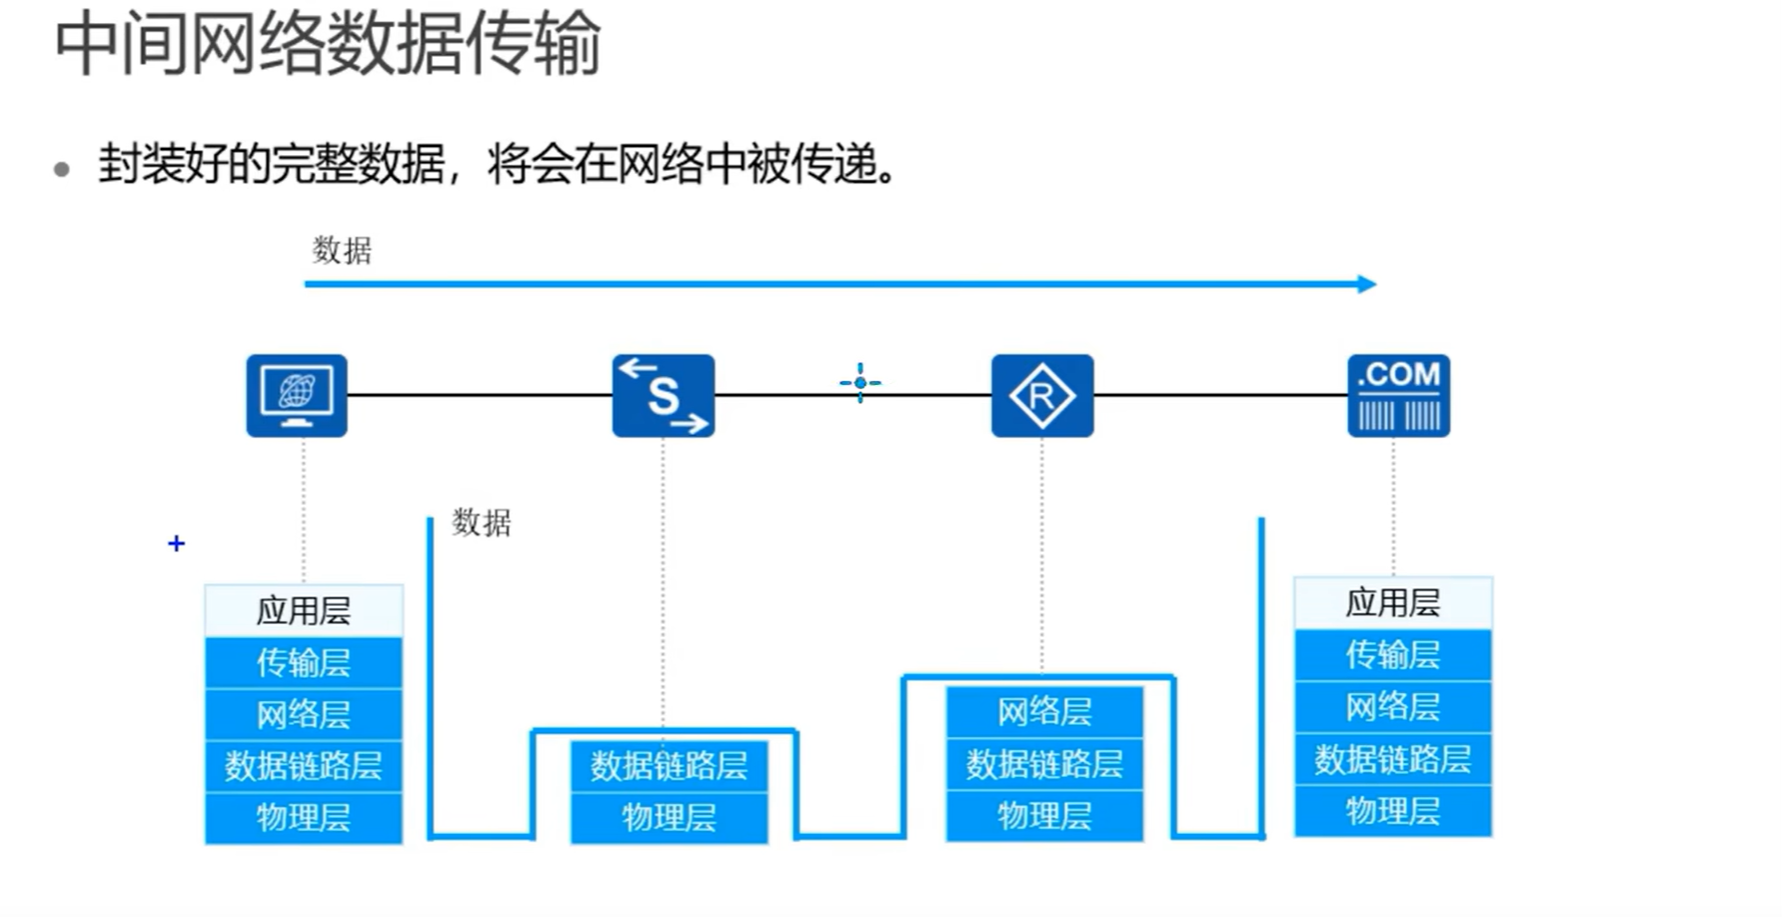 中间网络数据传输
封装好的完整数据，将会在网络中被传递。
数据
S
R
.COM
数据
应用层
传输层
网络层
数据链路层
物理层
数据链路层
物理层
网络层
数据链路层
物理层
应用层
传输层
网络层
数据链路层
物理层